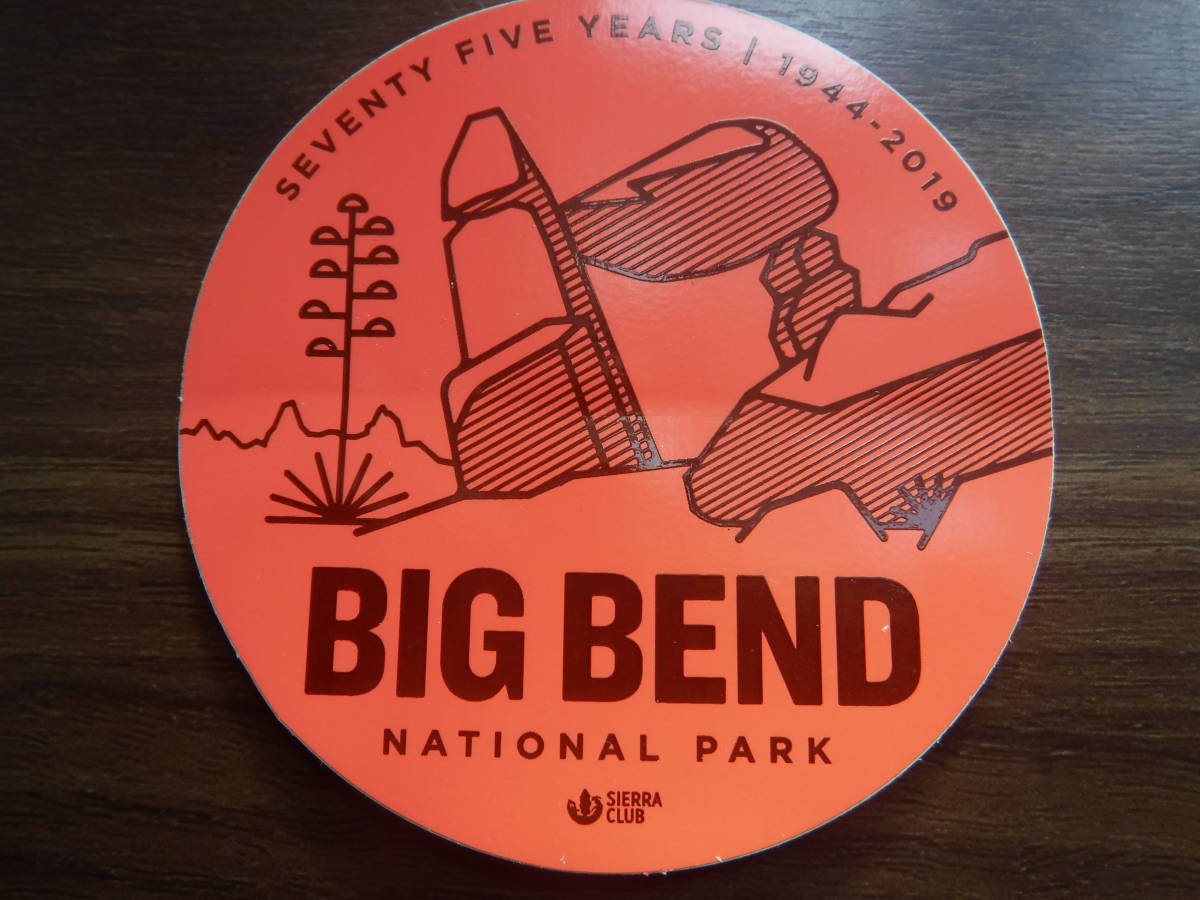 SEVENTY FIVE YEARS | 1944-2019
BIG BEND
NATIONAL PARK
SIERRA
CLUB